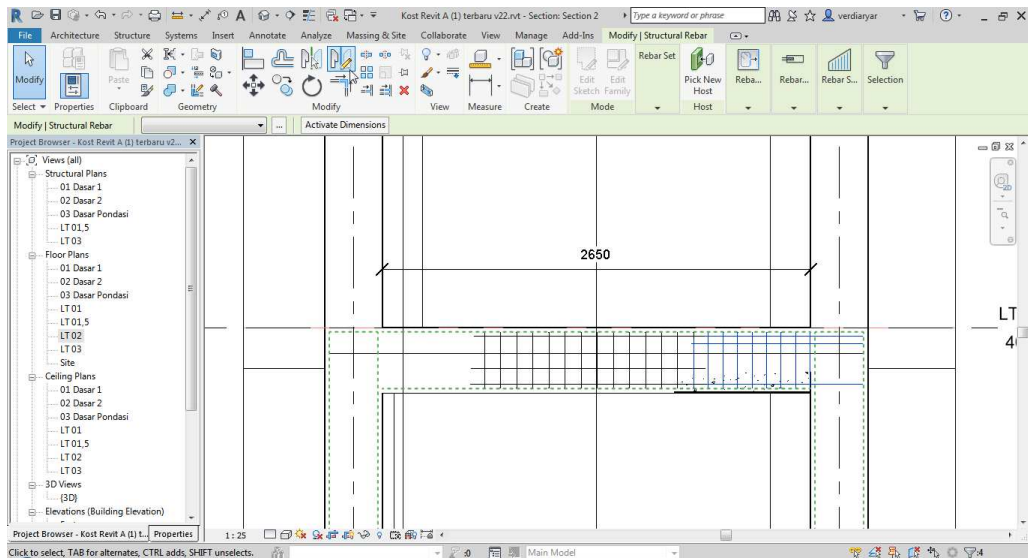 Kost Revit A (1) terbaru v22.rvt - Section: Section 2
Type a keyword or phrase
verdiaryar
File Architecture Structure Systems Insert Annotate Analyze Massing & Site Collaborate View Manage Add-Ins Modify | Structural Rebar
Modify Paste Edit Sketch Edit Family Rebar Set Pick New Host Reba... Rebar... Rebar S... Selection
Select Properties Clipboard Geometry Modify View Measure Create Mode Host
Modify | Structural Rebar ... Activate Dimensions
Project Browser - Kost Revit A (1) terbaru v2...
Views (all)
Structural Plans
01 Dasar 1
02 Dasar 2
03 Dasar Pondasi
LT 01,5
LT 03
Floor Plans
01 Dasar 1
02 Dasar 2
03 Dasar Pondasi
LT 01
LT 01,5
LT 02
LT 03
Site
Ceiling Plans
01 Dasar 1
02 Dasar 2
03 Dasar Pondasi
LT 01
LT 01,5
LT 02
LT 03
3D Views
{3D}
Elevations (Building Elevation)
2650
LT
Project Browser - Kost Revit A (1) t... Properties
1 : 25
Click to select, TAB for alternates, CTRL adds, SHIFT unselects.
:0
Main Model